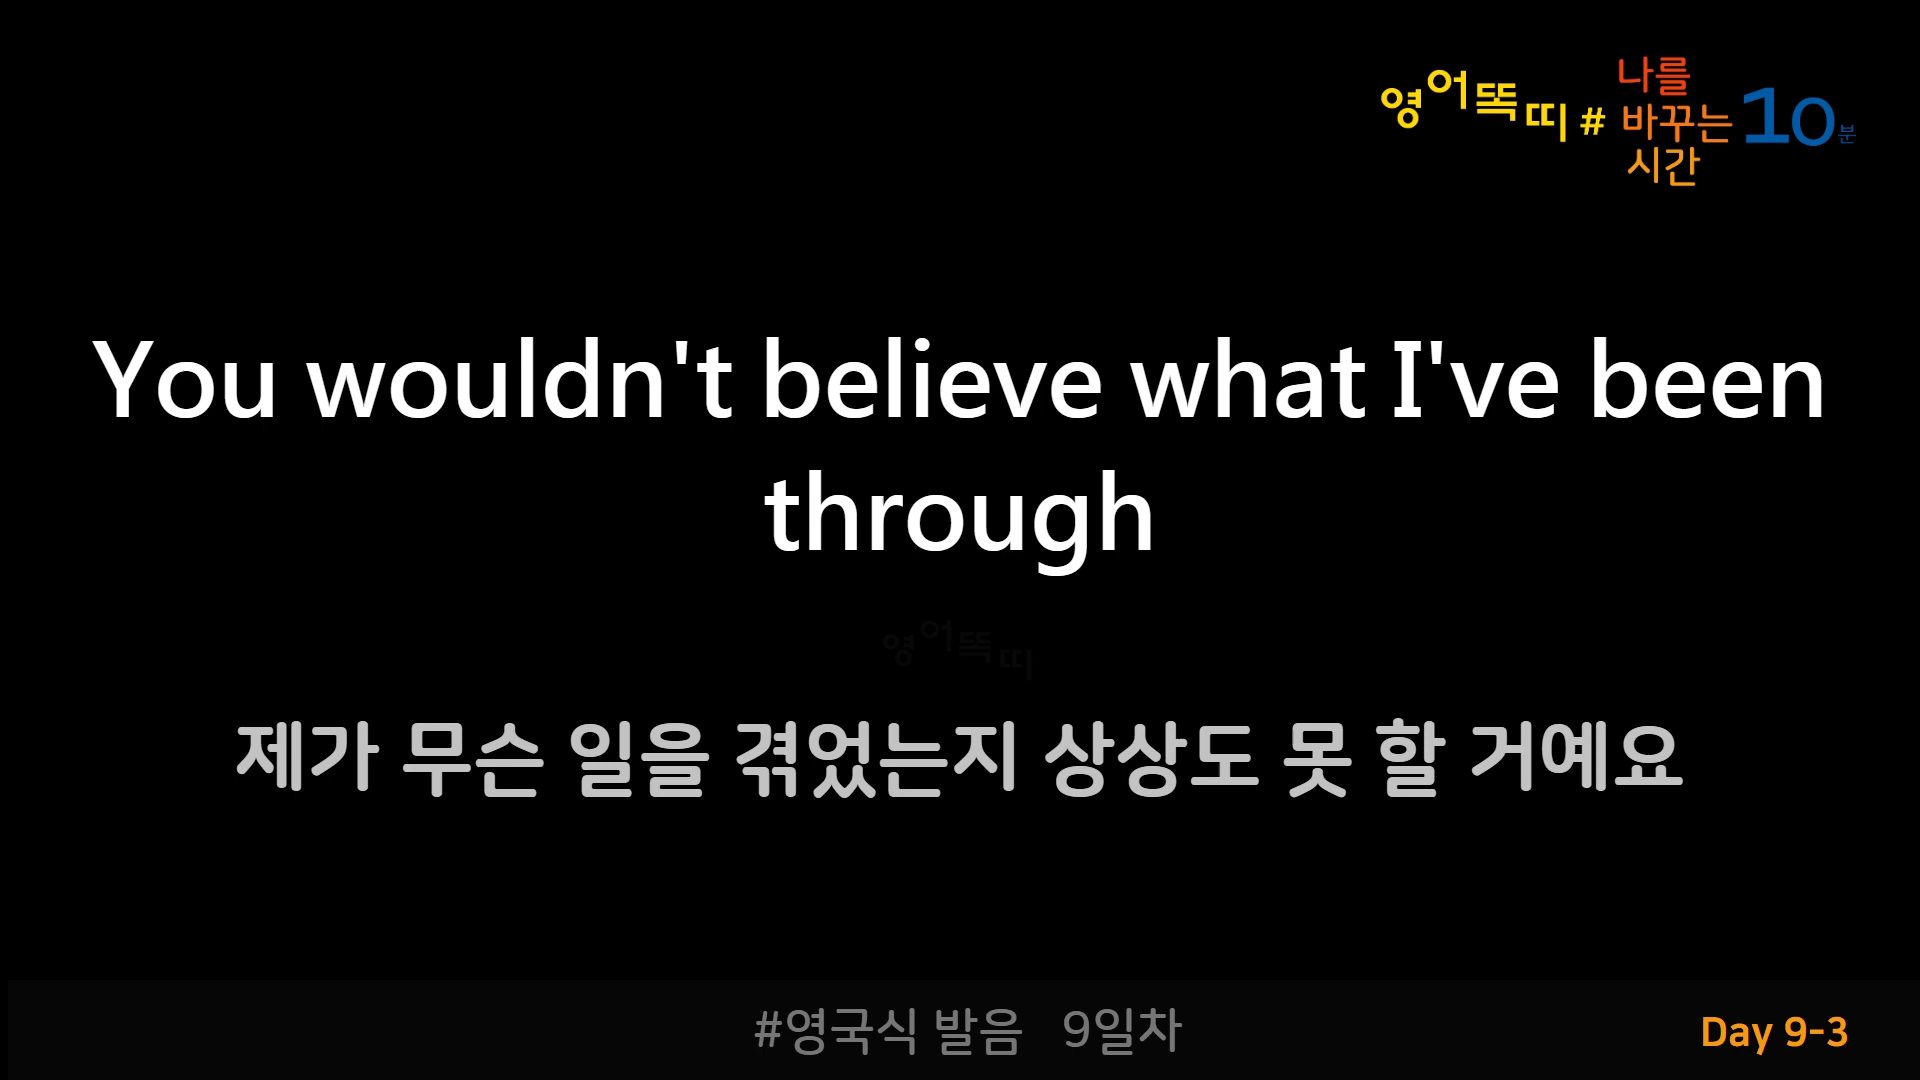 영어똑띠 # 나를
바꾸는 10분
시간
You wouldn't believe what I've been
through
영어똑띠
제가 무슨 일을 겪었는지 상상도 못 할 거예요
#영국식 발음 9일차
Day 9-3